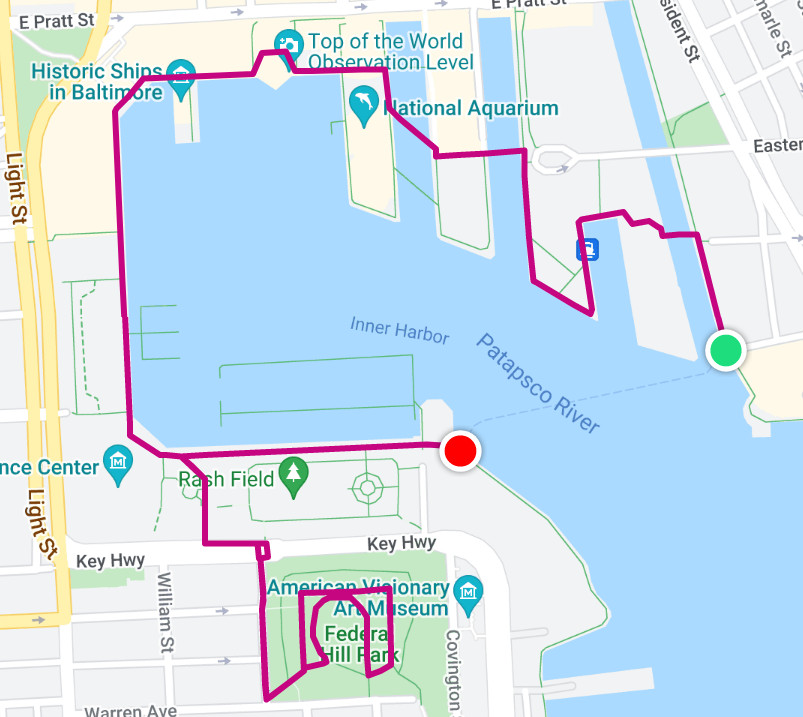 E Pratt St
E Pratt St
Top of the World
Observation Level
Historic Ships
in Baltimore
National Aquarium
Easter
Light St
Inner Harbor
Patapsco River
nce Center
Rash Field
Light St
Key Hwy
Key Hwy
American Visionary
Art Museum
William St
Federal
Hill Park
Covington
Warren Ave